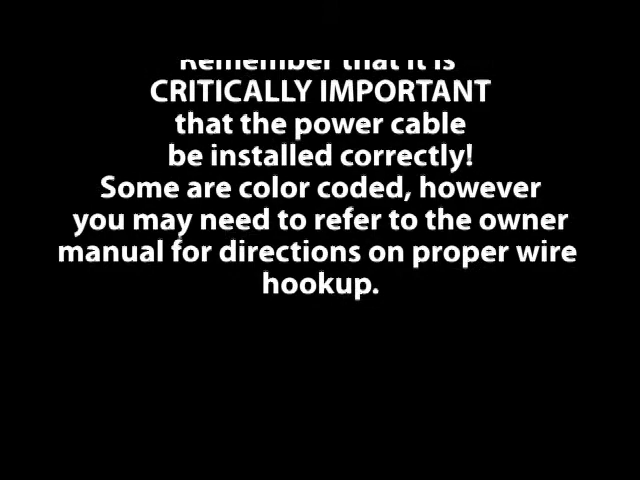 Remember that it is
CRITICALLY IMPORTANT
that the power cable
be installed correctly!
Some are color coded, however
you may need to refer to the owner
manual for directions on proper wire
hookup.